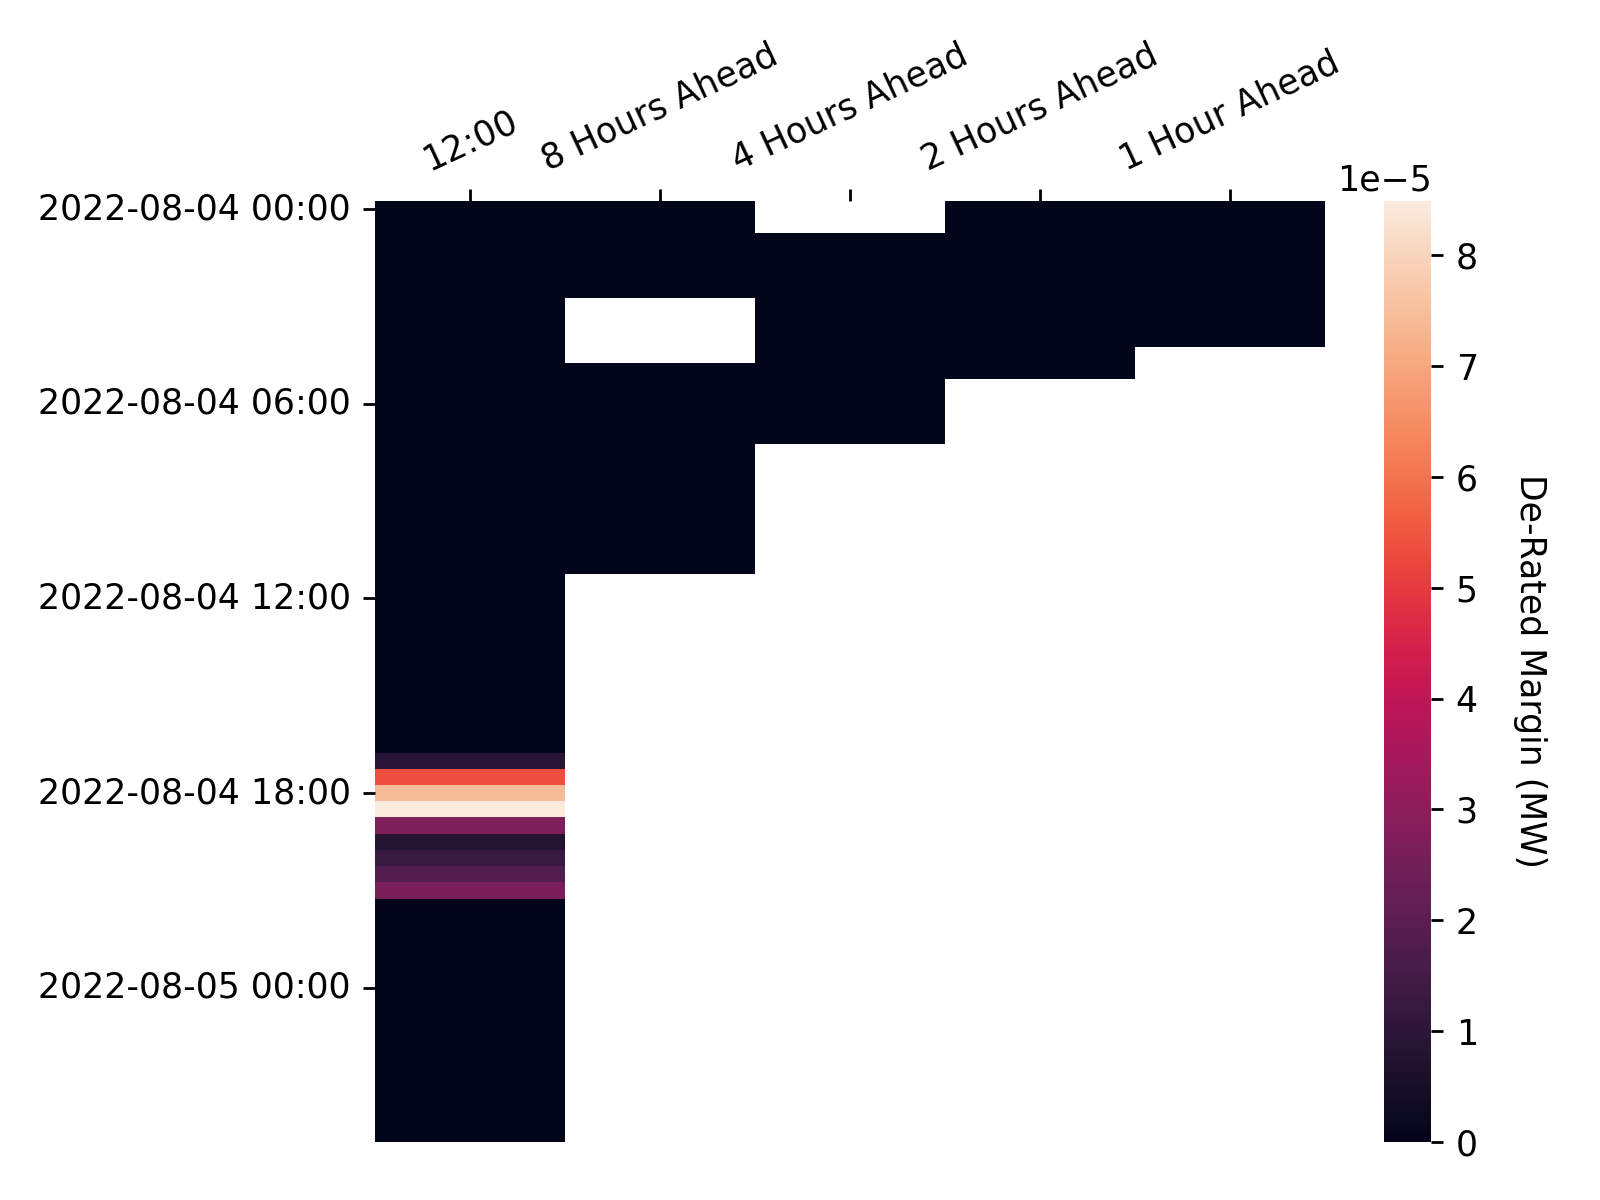 12:00
8 Hours Ahead
4 Hours Ahead
2 Hours Ahead
1 Hour Ahead
1e−5
2022-08-04 00:00
2022-08-04 06:00
2022-08-04 12:00
2022-08-04 18:00
2022-08-05 00:00
8
7
6
5
4
3
2
1
0
De-Rated Margin (MW)